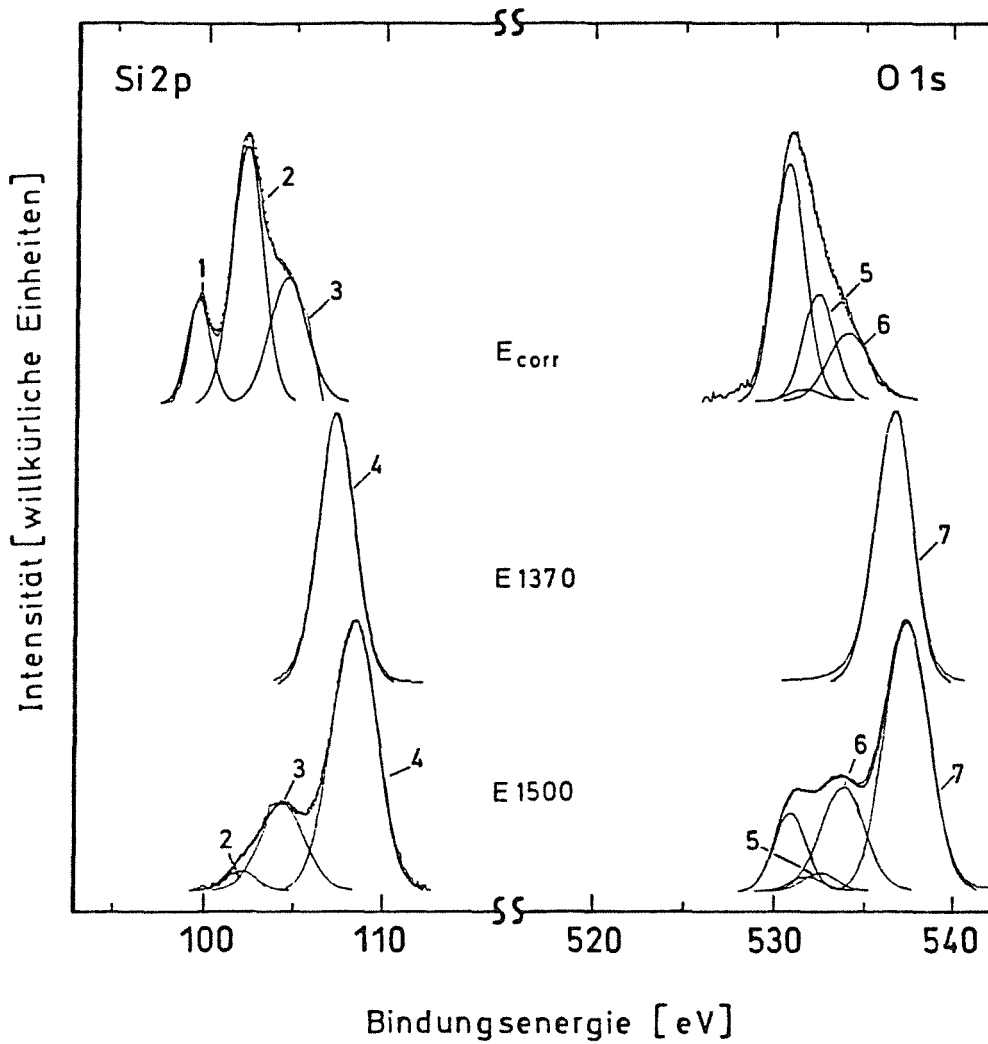 Si2p
O1s
Intensität [willkürliche Einheiten]
1
2
3
5
6
E corr
4
7
E1370
2
3
4
5
6
7
E1500
100
110
520
530
540
Bindungsenergie [eV]